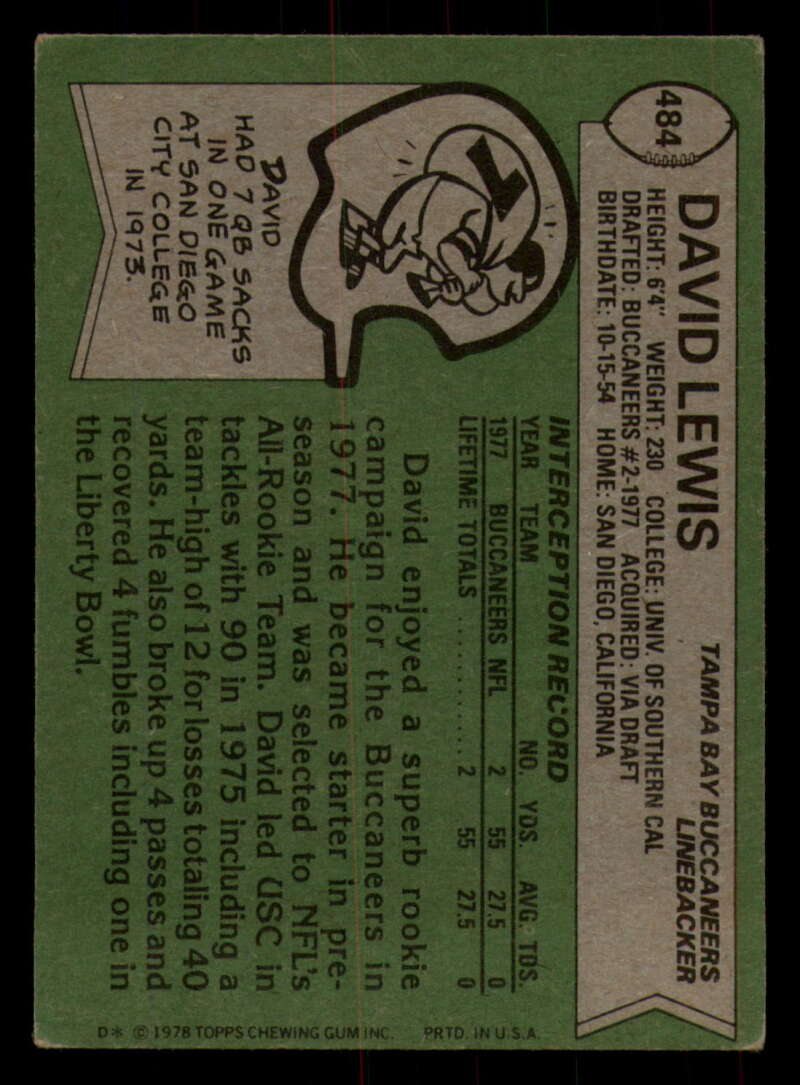 484
DAVID LEWIS
TAMPA BAY BUCCANEERS
LINEBACKER
HEIGHT: 6'4" WEIGHT: 230 COLLEGE: UNIV. OF SOUTHERN CAL
DRAFTED: BUCCANEERS #2-1977 ACQUIRED: VIA DRAFT
BIRTHDATE: 10-15-54 HOME: SAN DIEGO, CALIFORNIA
DAVID
HAD 7 QB SACKS
IN ONE GAME
AT SAN DIEGO
CITY COLLEGE
IN 1973.
INTERCEPTION RECORD
YEAR TEAM NO. YDS. AVG. TDS.
1977 BUCCANEERS NFL 2 55 27.5 0
LIFETIME TOTALS .......... 2 55 27.5 0
David enjoyed a superb rookie
campaign for the Buccaneers in
1977. He became starter in pre-
season and was selected to NFL's
All-Rookie Team. David led USC in
tackles with 90 in 1975 including a
team-high of 12 for losses totaling 40
yards. He also broke up 4 passes and
recovered 4 fumbles including one in
the Liberty Bowl.
D* © 1978 TOPPS CHEWING GUM INC. PRTD. IN U.S.A.